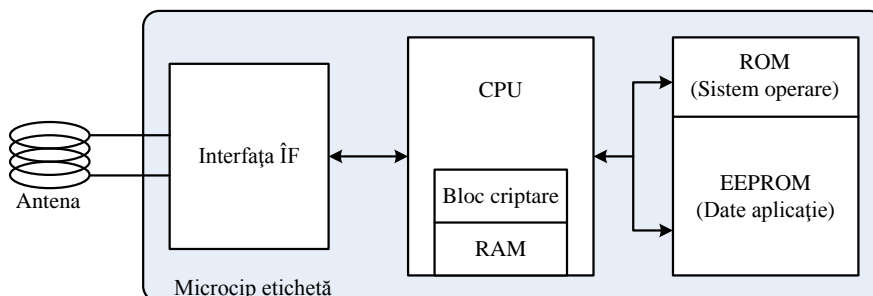 Antena
Interfața ÎF
CPU
Bloc criptare
RAM
ROM
(Sistem operare)
EEPROM
(Date aplicație)
Microcip etichetă